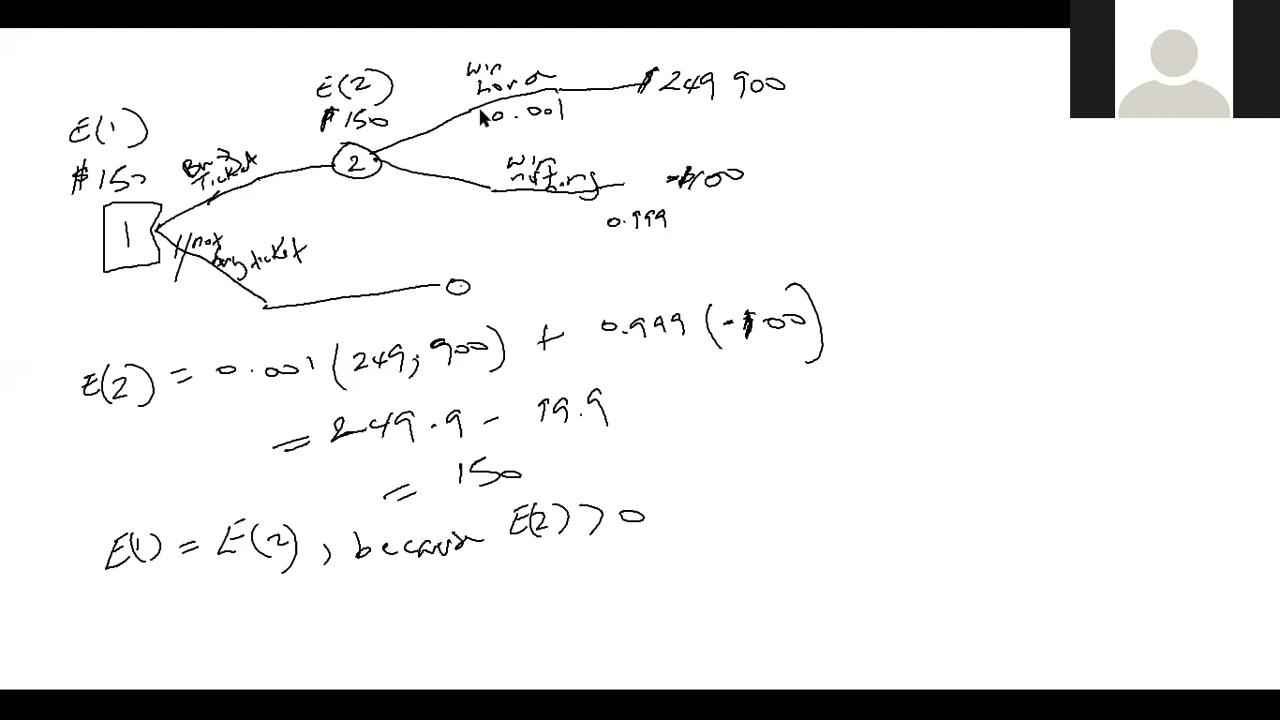 E(1)
$150
1
Buy
Ticket
not
Buy ticket
E(2)
$150
2
win
0.001
$249 900
win
nothing
0.999
-$100
0
E(2) = 0.001 (249,900) + 0.999 (-100)
= 249.9 - 99.9
= 150
E(1) = E(2), because E(2) > 0